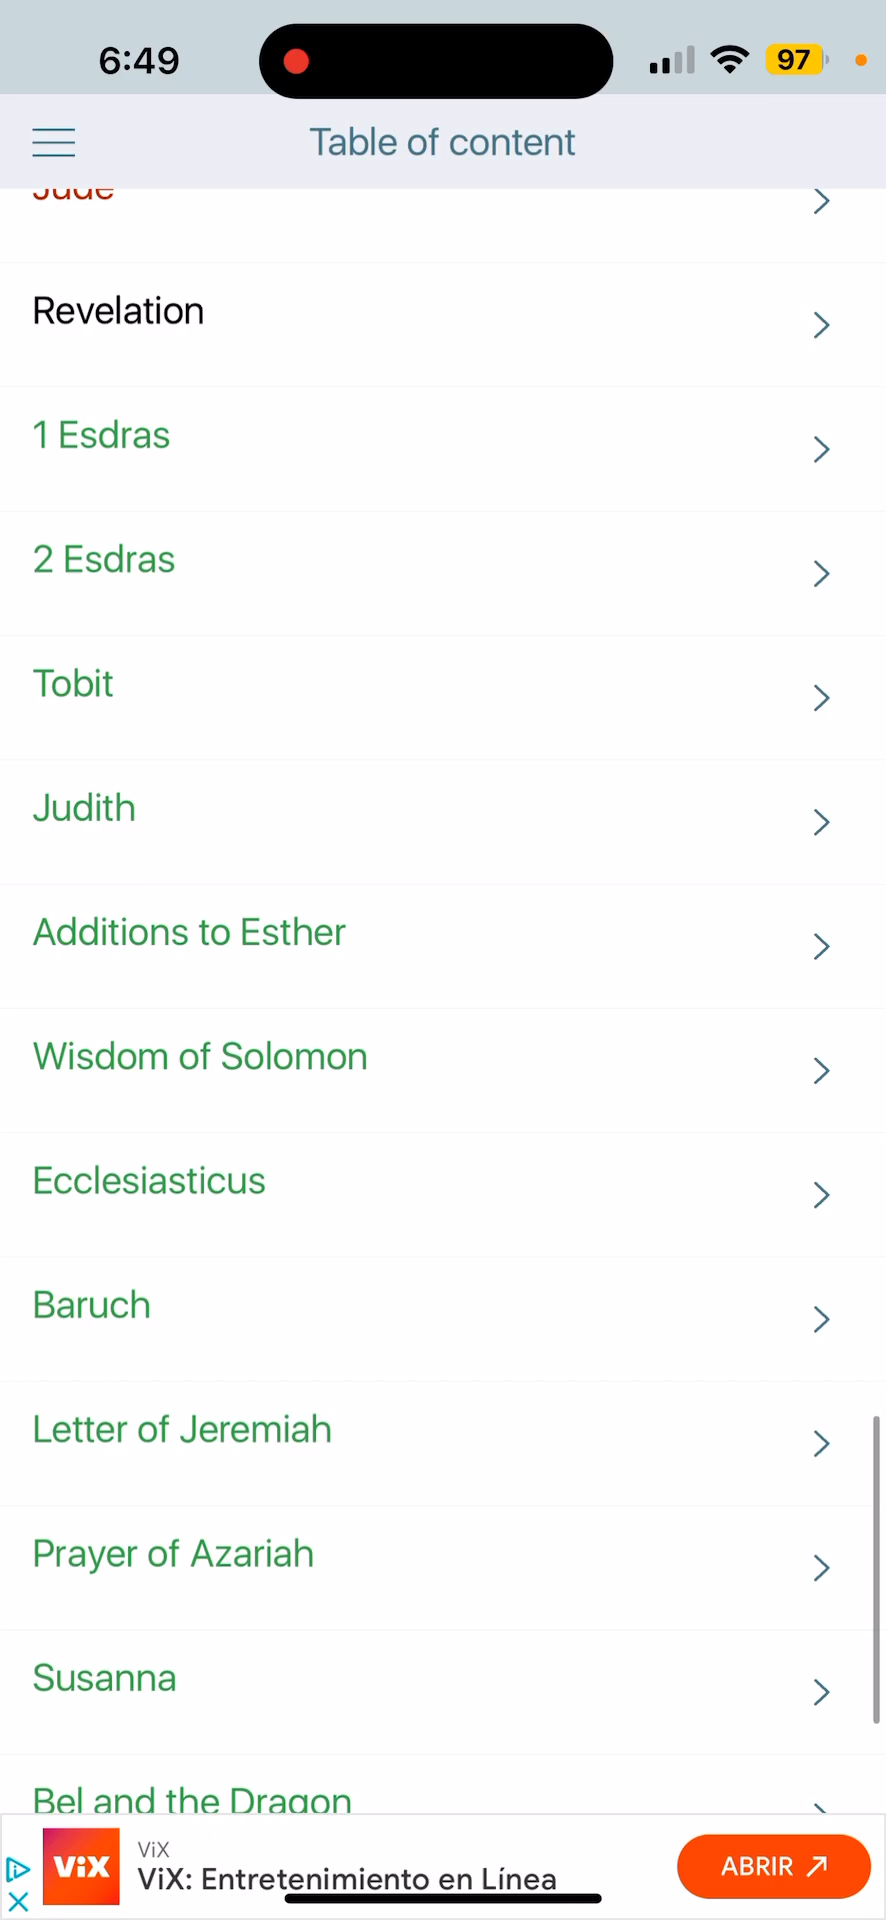 6:49
97
Table of content
Jude
Revelation
1 Esdras
2 Esdras
Tobit
Judith
Additions to Esther
Wisdom of Solomon
Ecclesiasticus
Baruch
Letter of Jeremiah
Prayer of Azariah
Susanna
Bel and the Dragon
ViX
ViX
ViX: Entretenimiento en Línea
ABRIR